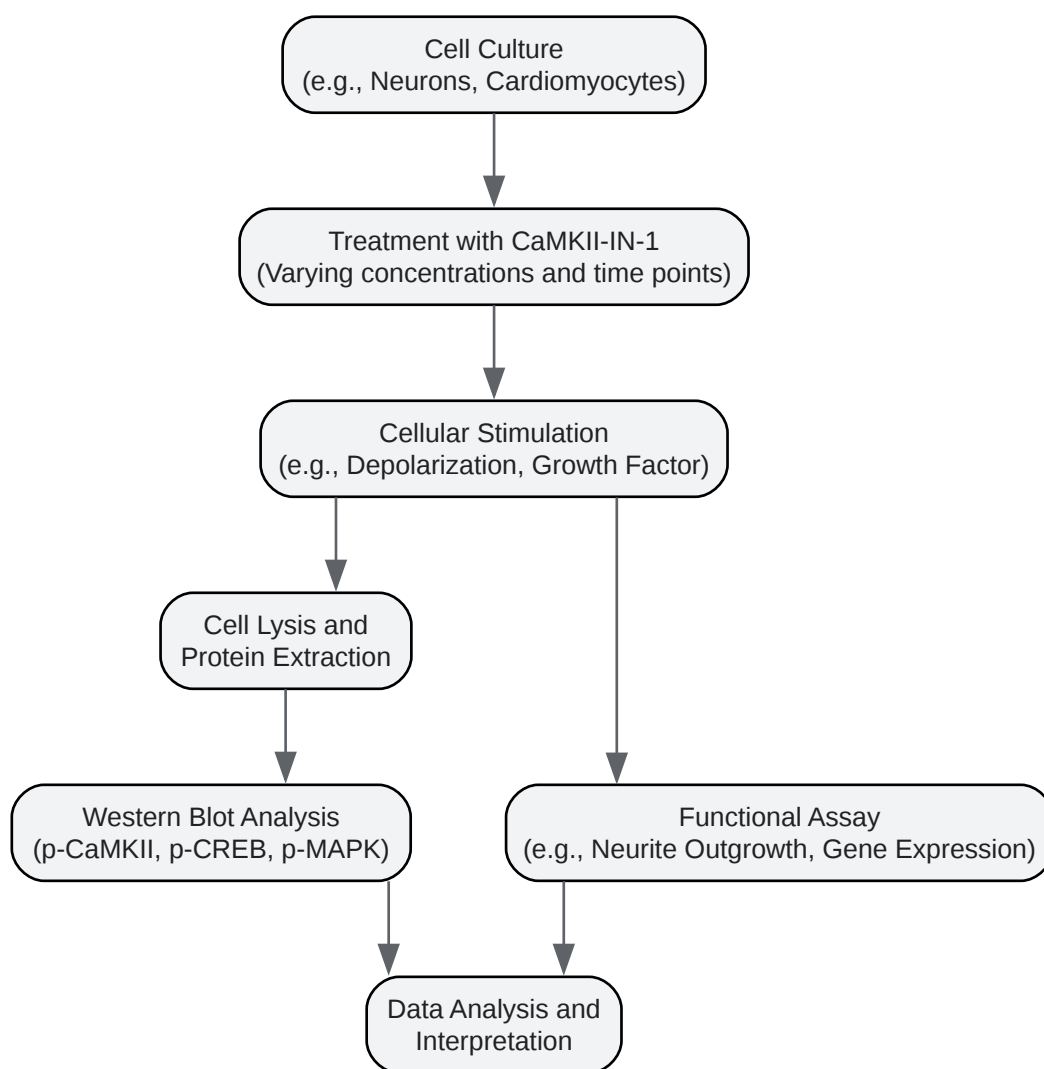 Cell Culture
(e.g., Neurons, Cardiomyocytes)
Treatment with CaMKII-IN-1
(Varying concentrations and time points)
Cellular Stimulation
(e.g., Depolarization, Growth Factor)
Cell Lysis and
Protein Extraction
Western Blot Analysis
(p-CaMKII, p-CREB, p-MAPK)
Functional Assay
(e.g., Neurite Outgrowth, Gene Expression)
Data Analysis and
Interpretation